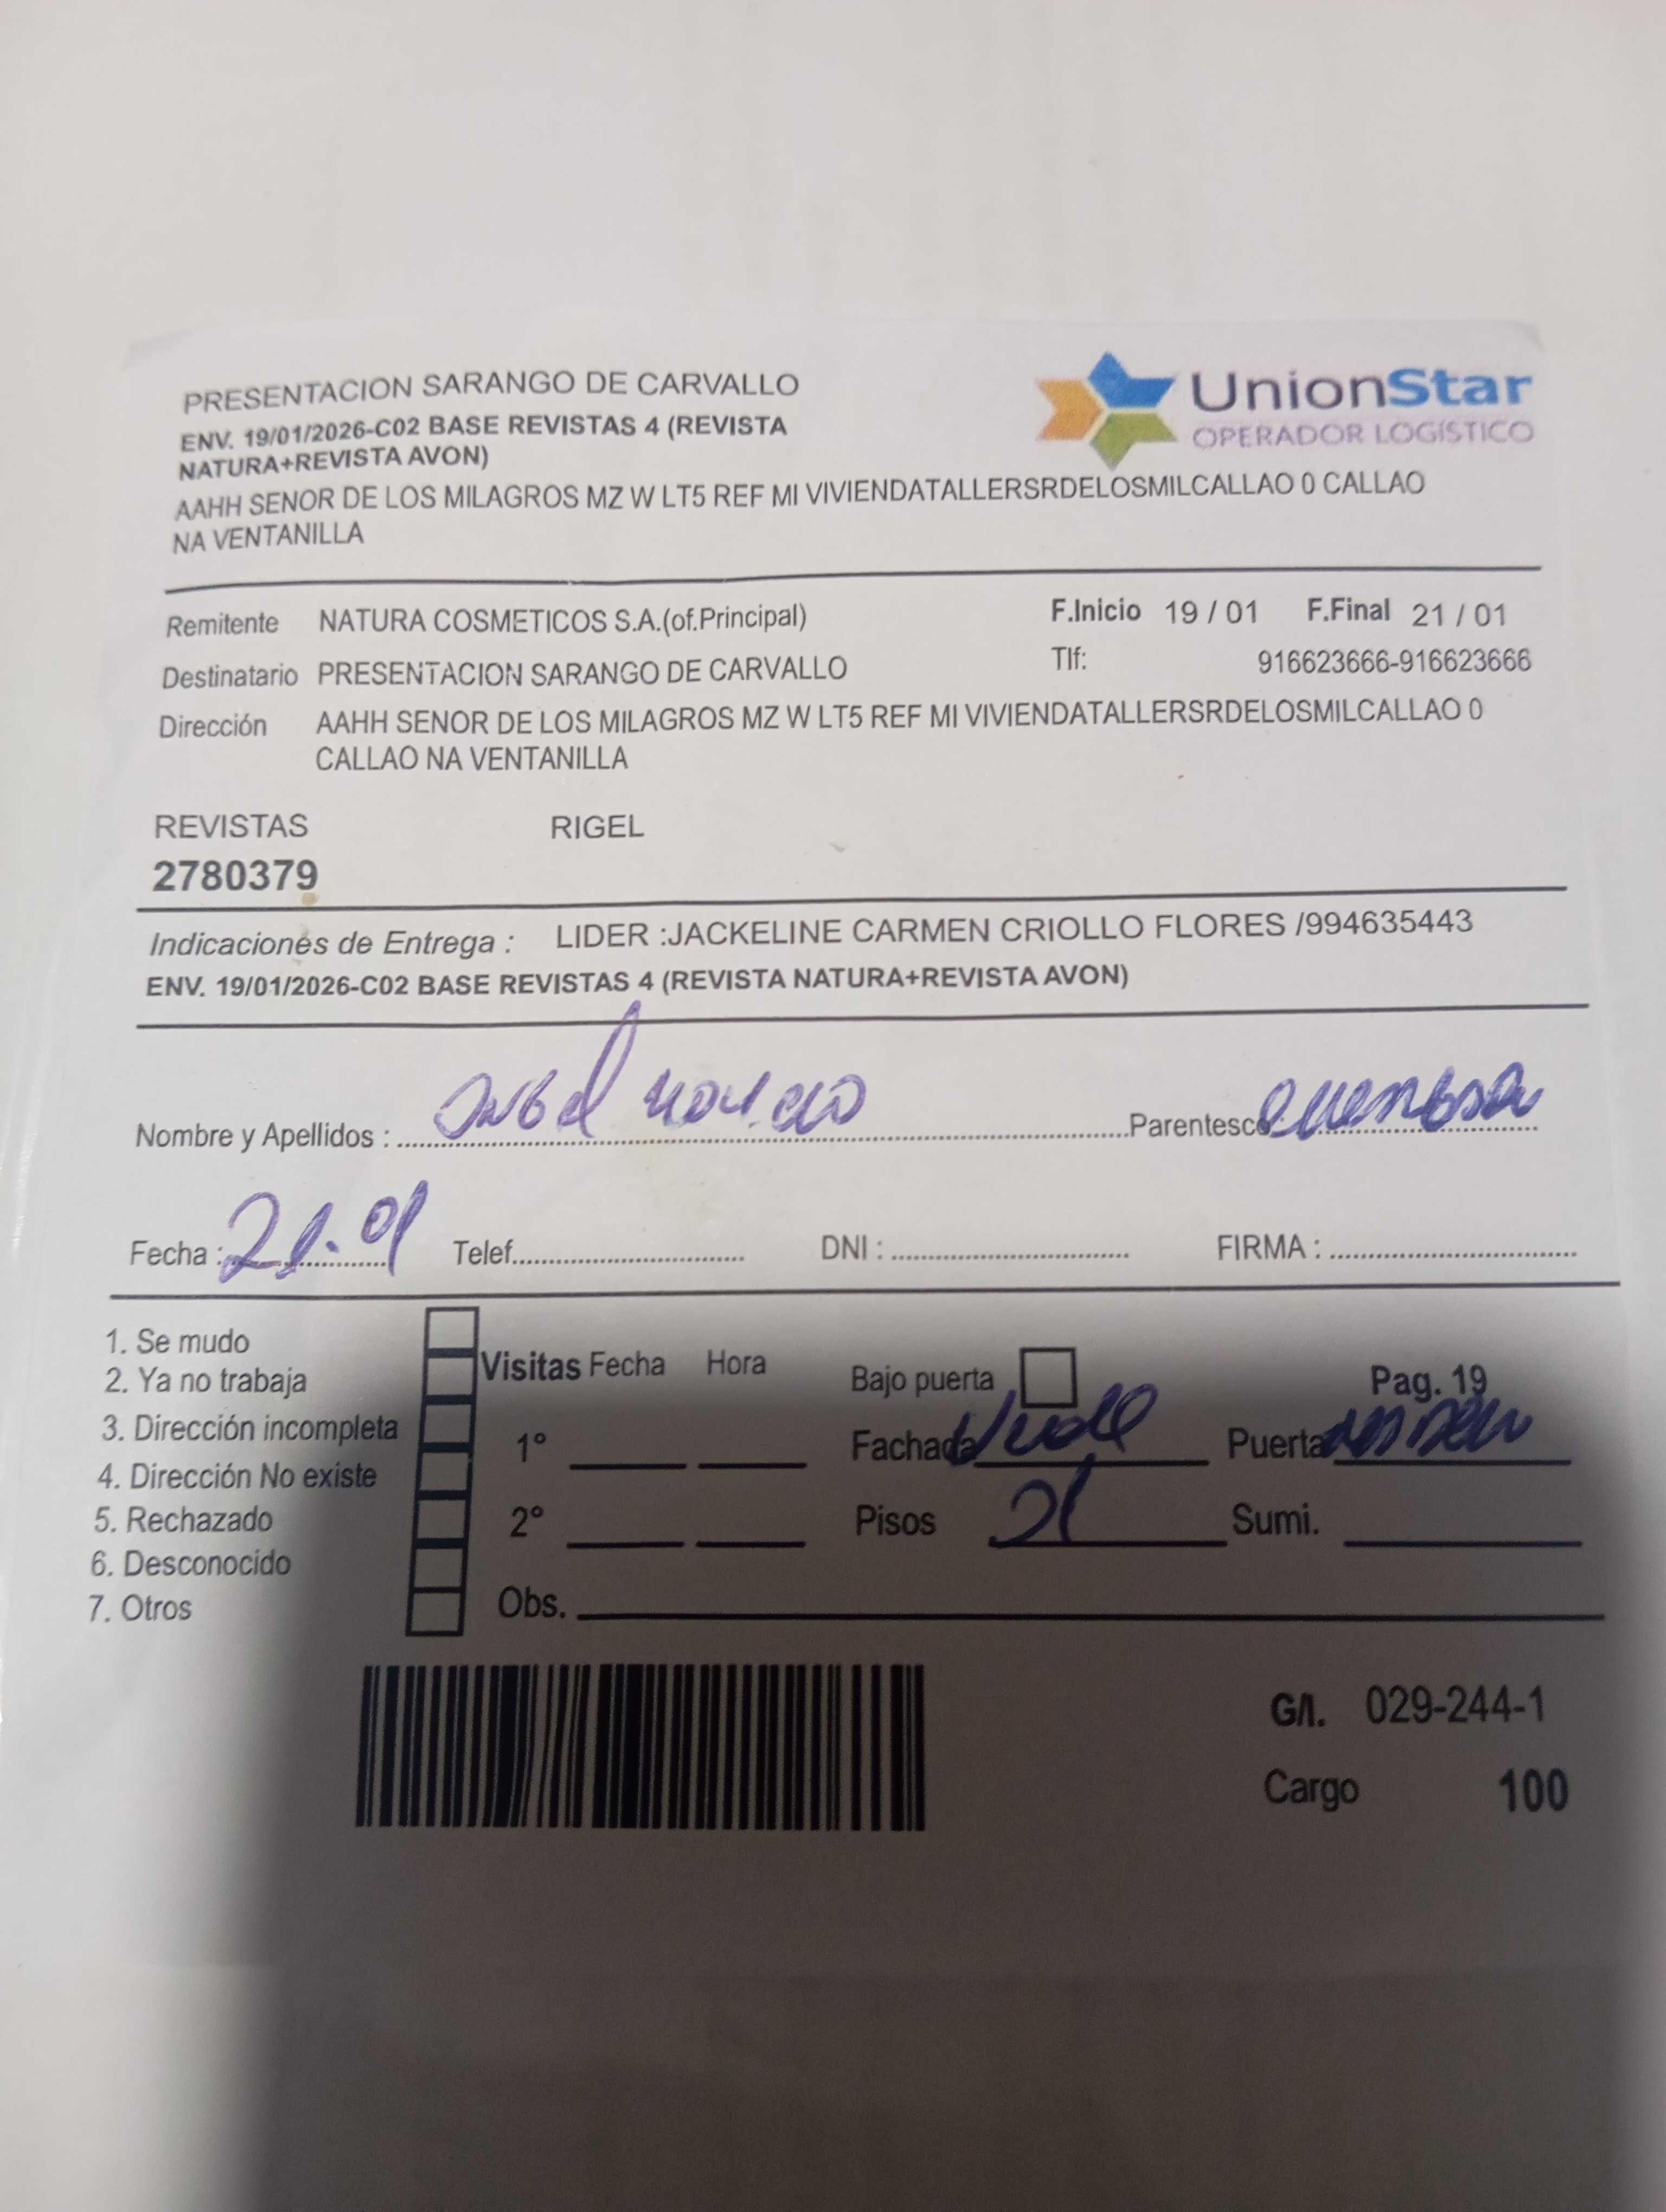 PRESENTACION SARANGO DE CARVALLO
ENV. 19/01/2026-C02 BASE REVISTAS 4 (REVISTA
NATURA+REVISTA AVON)
AAHH SENOR DE LOS MILAGROS MZ W LT5 REF MI VIVIENDATALLERSRDELOSMILCALLAO 0 CALLAO
NA VENTANILLA
UnionStar
OPERADOR LOGÍSTICO
Remitente NATURA COSMETICOS S.A.(of.Principal) F.Inicio 19 / 01 F.Final 21 / 01
Destinatario PRESENTACION SARANGO DE CARVALLO Tlf: 916623666-916623666
Dirección AAHH SENOR DE LOS MILAGROS MZ W LT5 REF MI VIVIENDATALLERSRDELOSMILCALLAO 0
CALLAO NA VENTANILLA
REVISTAS RIGEL
2780379
Indicaciones de Entrega : LIDER :JACKELINE CARMEN CRIOLLO FLORES /994635443
ENV. 19/01/2026-C02 BASE REVISTAS 4 (REVISTA NATURA+REVISTA AVON)
Nombre y Apellidos : Parentesco
Fecha : 21-01 Telef. DNI : FIRMA :
1. Se mudo
2. Ya no trabaja
3. Dirección incompleta
4. Dirección No existe
5. Rechazado
6. Desconocido
7. Otros
Visitas Fecha Hora
1°
2°
Obs.
Bajo puerta Pag. 19
Fachada Puerta
Pisos Sumi.
G/l. 029-244-1
Cargo 100